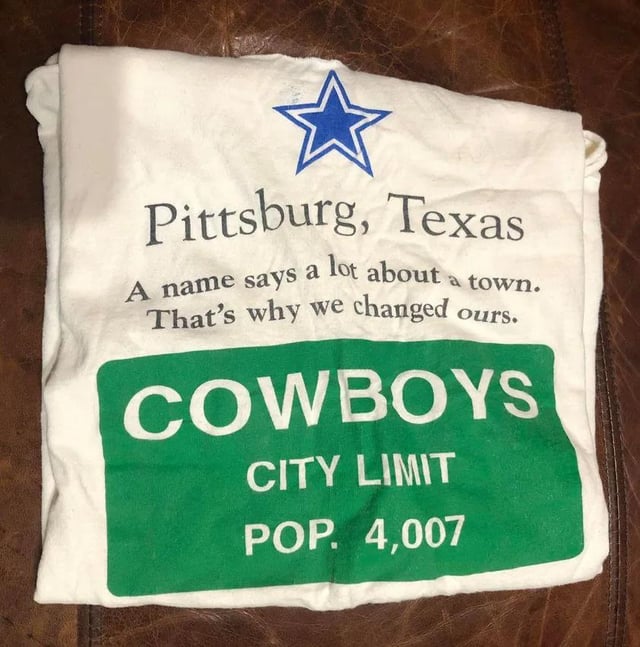 Pittsburg, Texas
A name says a lot about a town.
That's why we changed ours.
COWBOYS
CITY LIMIT
POP. 4,007